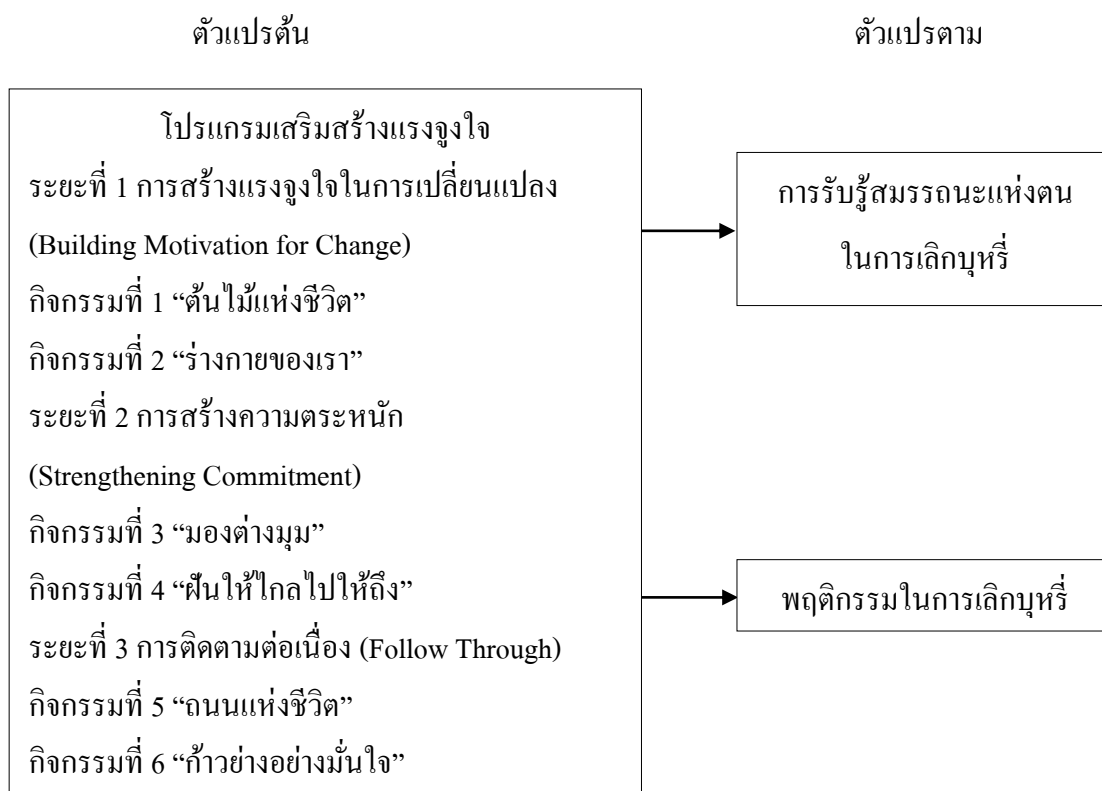 ตัวแปรต้น
ตัวแปรตาม
โปรแกรมเสริมสร้างแรงจูงใจ
ระยะที่ 1 การสร้างแรงจูงใจในการเปลี่ยนแปลง
(Building Motivation for Change)
กิจกรรมที่ 1 “ต้นไม้แห่งชีวิต”
กิจกรรมที่ 2 “ร่างกายของเรา”
ระยะที่ 2 การสร้างความตระหนัก
(Strengthening Commitment)
กิจกรรมที่ 3 “มองต่างมุม”
กิจกรรมที่ 4 “ฝันให้ไกลไปให้ถึง”
ระยะที่ 3 การติดตามต่อเนื่อง (Follow Through)
กิจกรรมที่ 5 “ถนนแห่งชีวิต”
กิจกรรมที่ 6 “ก้าวย่างอย่างมั่นใจ”
การรับรู้สมรรถนะแห่งตน
ในการเลิกบุหรี่
พฤติกรรมในการเลิกบุหรี่